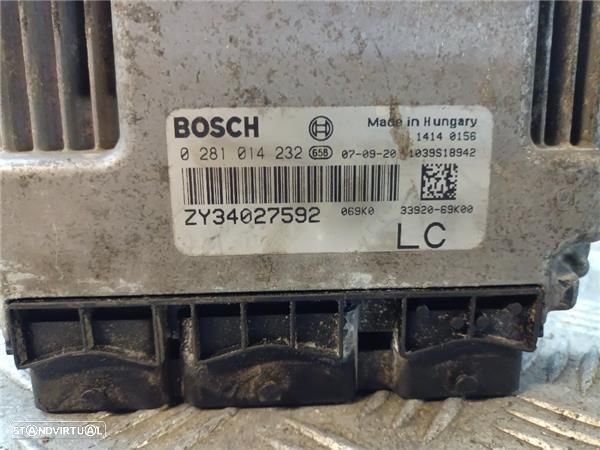 BOSCH
Made in Hungary
1414 0156
0 281 014 232 658 07-09-20 1039S18942
ZY34027592 069K0 33920-69K00
LC
STANDVIRTUAL